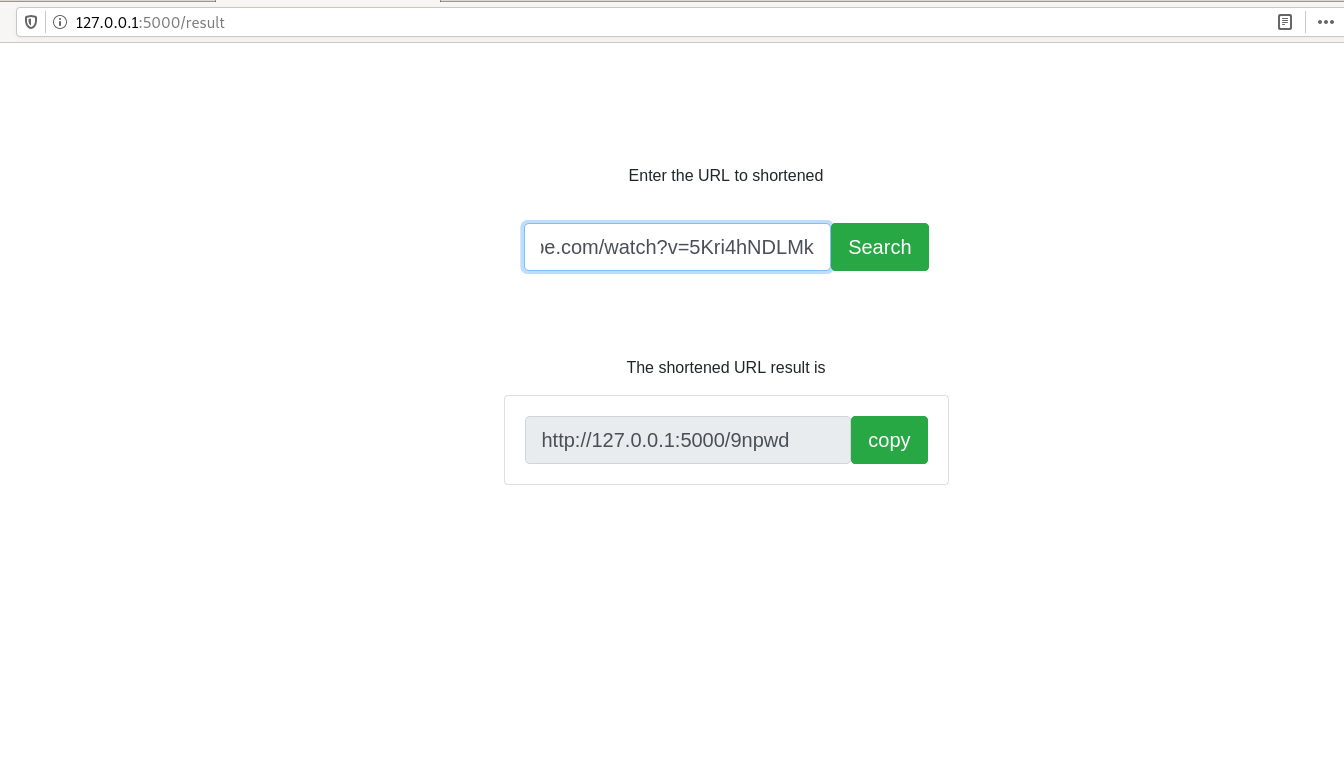 127.0.0.1:5000/result
Enter the URL to shortened
be.com/watch?v=5Kri4hNDLMk Search
The shortened URL result is
http://127.0.0.1:5000/9npwd copy